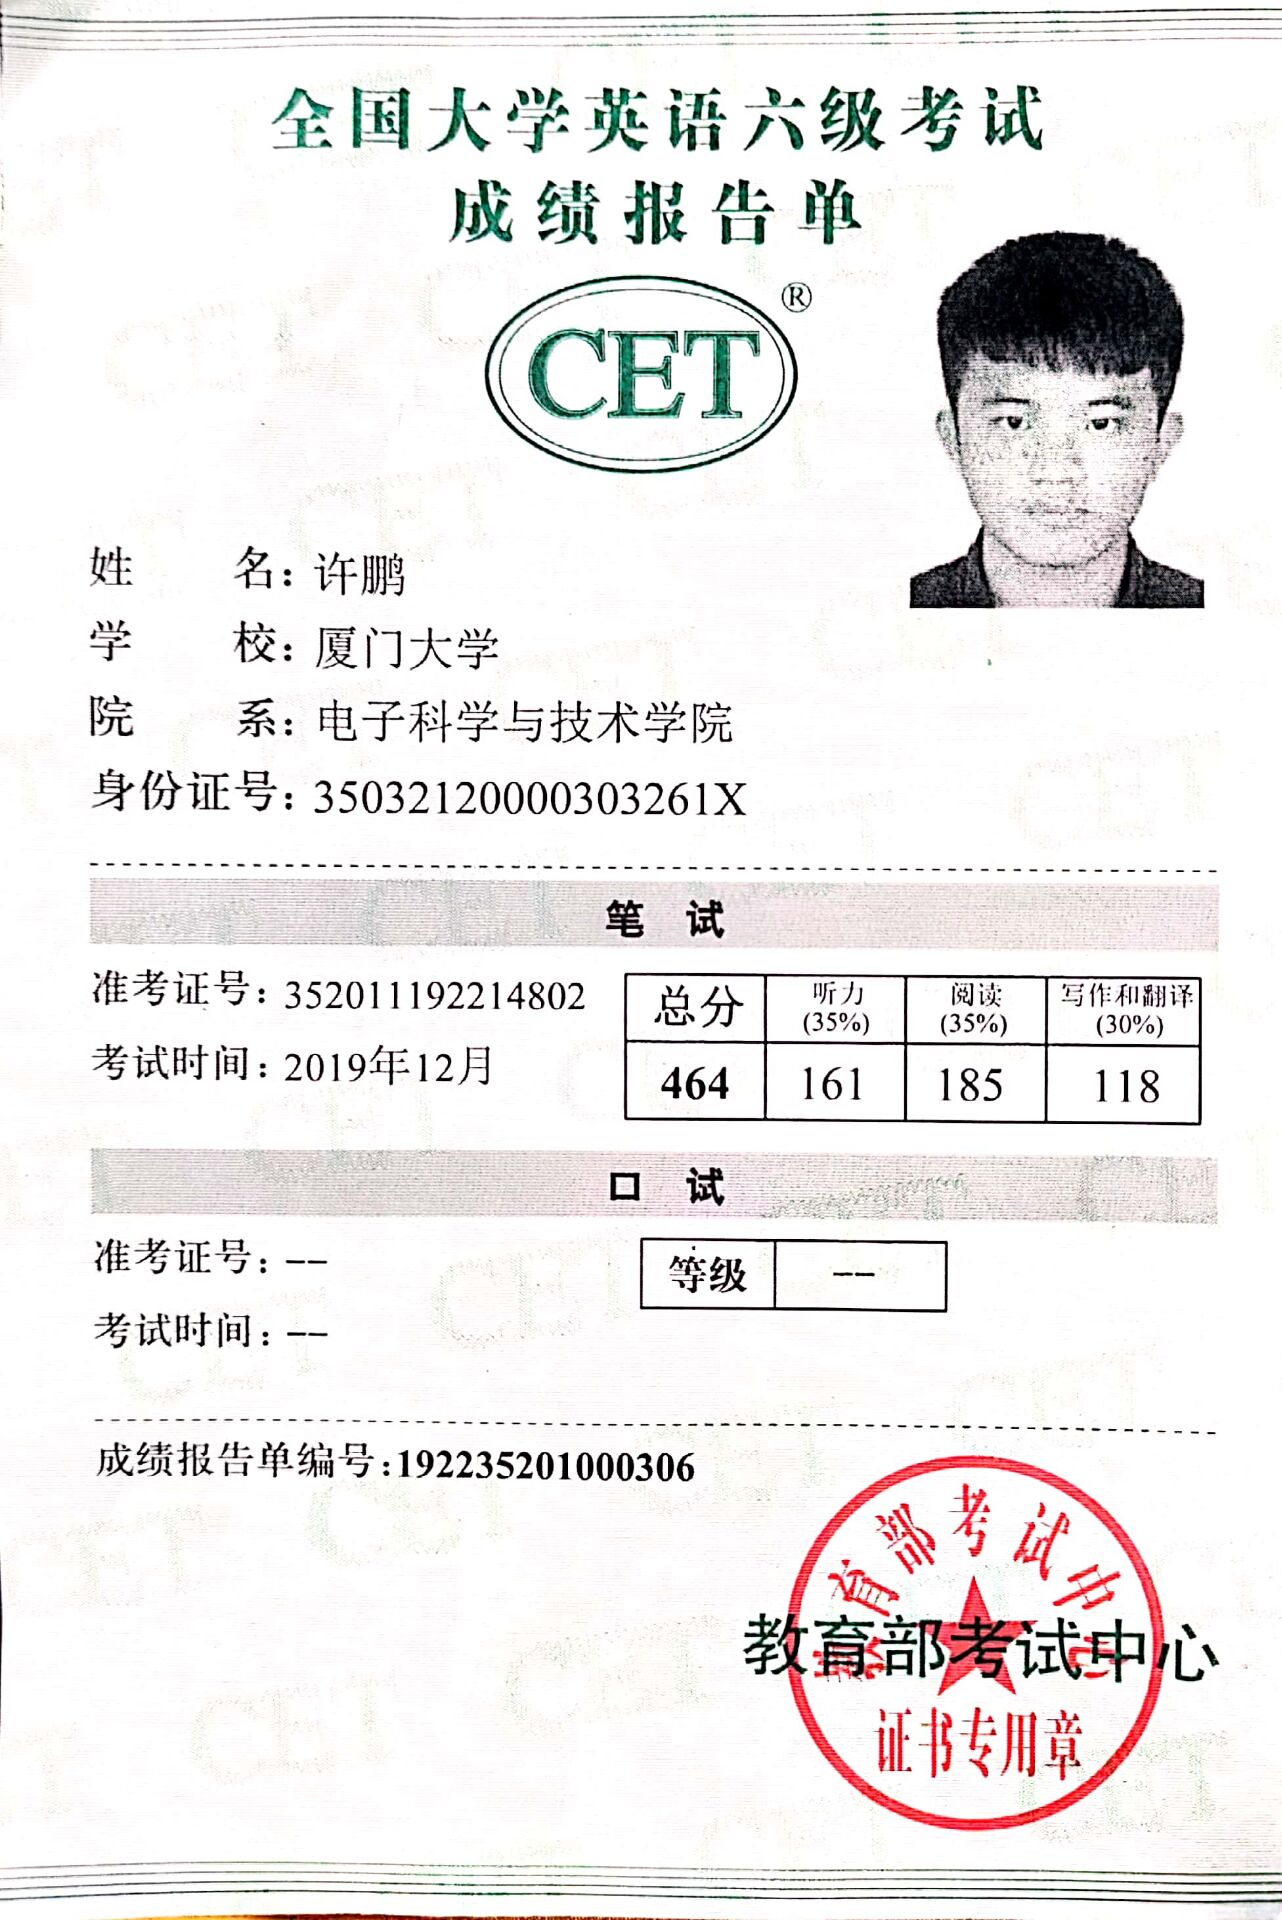 全国大学英语六级考试
成绩报告单
CET®
姓 名：许鹏
学 校：厦门大学
院 系：电子科学与技术学院
身份证号：35032120000303261X
笔 试
准考证号：352011192214802
考试时间：2019年12月
总分 听力(35%) 阅读(35%) 写作和翻译(30%)
464 161 185 118
口 试
准考证号：--
考试时间：--
等级 --
成绩报告单编号:192235201000306
教育部考试中心
教育部考试中心
证书专用章